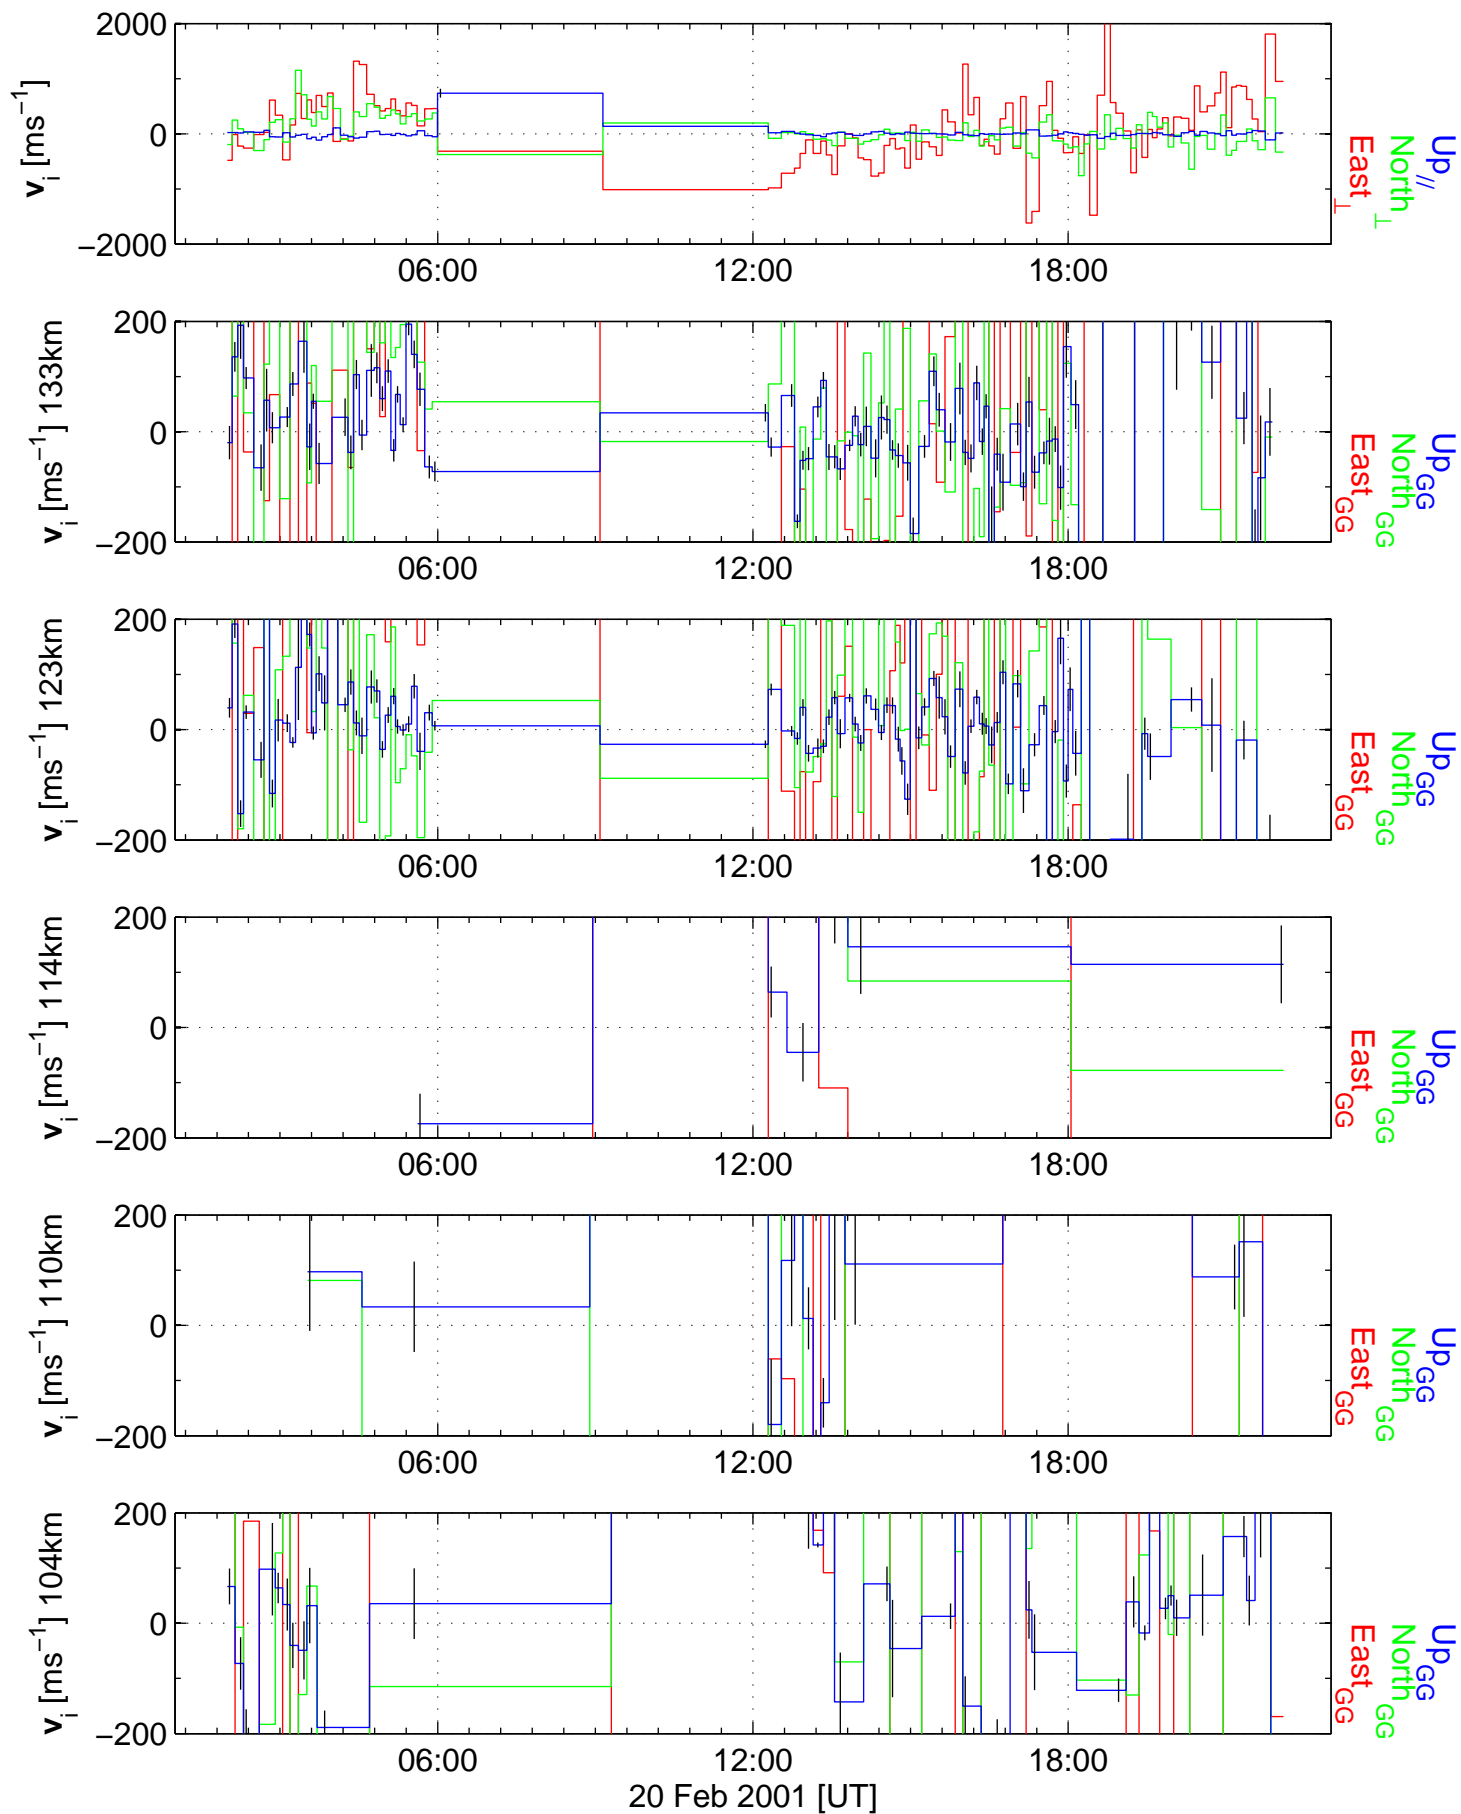 2000
0
−2000
v_i [ms^−1]
06:00 12:00 18:00
East_⊥
North_⊥
Up_//
200
0
−200
v_i [ms^−1] 133km
06:00 12:00 18:00
East_GG
North_GG
Up_GG
200
0
−200
v_i [ms^−1] 123km
06:00 12:00 18:00
East_GG
North_GG
Up_GG
200
0
−200
v_i [ms^−1] 114km
06:00 12:00 18:00
East_GG
North_GG
Up_GG
200
0
−200
v_i [ms^−1] 110km
06:00 12:00 18:00
East_GG
North_GG
Up_GG
200
0
−200
v_i [ms^−1] 104km
06:00 12:00 18:00
East_GG
North_GG
Up_GG
20 Feb 2001 [UT]